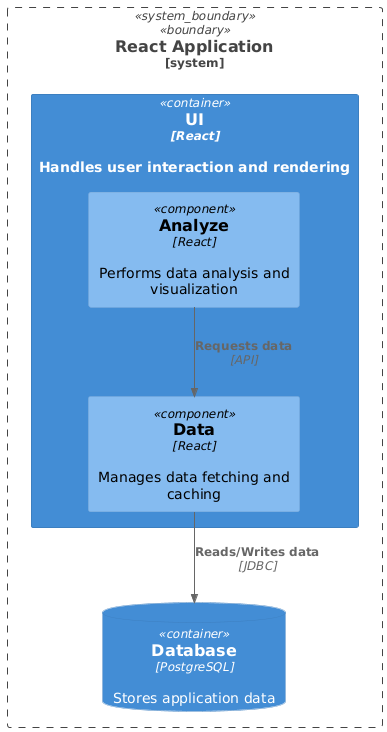 «system_boundary»
«boundary»
React Application
[system]
«container»
UI
[React]
Handles user interaction and rendering
«component»
Analyze
[React]
Performs data analysis and
visualization
Requests data
[API]
«component»
Data
[React]
Manages data fetching and
caching
Reads/Writes data
[JDBC]
«container»
Database
[PostgreSQL]
Stores application data